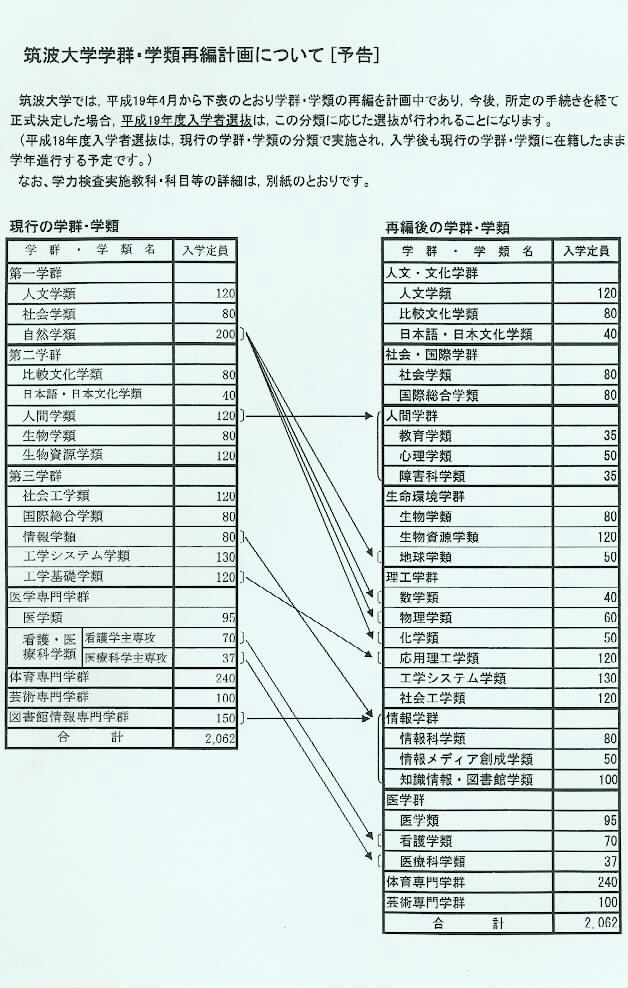 筑波大学学群・学類再編計画について[予告]
筑波大学では, 平成19年4月から下表のとおり学群・学類の再編を計画中であり, 今後, 所定の手続きを経て
正式決定した場合, 平成19年度入学者選抜は, この分類に応じた選抜が行われることになります。
(平成18年度入学者選抜は, 現行の学群・学類の分類で実施され, 入学後も現行の学群・学類に在籍したまま
学年進行する予定です。)
なお、学力検査実施教科・科目等の詳細は, 別紙のとおりです。
現行の学群・学類
学 群 ・ 学 類 名 入学定員
第一学群
人文学類 120
社会学類 80
自然学類 200
第二学群
比較文化学類 80
日本語・日本文化学類 40
人間学類 120
生物学類 80
生物資源学類 120
第三学群
社会工学類 120
国際総合学類 80
情報学類 80
工学システム学類 130
工学基礎学類 120
医学専門学群
医学類 95
看護・医療科学類 看護学主専攻 70
医療科学主専攻 37
体育専門学群 240
芸術専門学群 100
図書館情報専門学群 150
合 計 2,062
再編後の学群・学類
学 群 ・ 学 類 名 入学定員
人文・文化学群
人文学類 120
比較文化学類 80
日本語・日本文化学類 40
社会・国際学群
社会学類 80
国際総合学類 80
人間学群
教育学類 35
心理学類 50
障害科学類 35
生命環境学群
生物学類 80
生物資源学類 120
地球学類 50
理工学群
数学類 40
物理学類 60
化学類 50
応用理工学類 120
工学システム学類 130
社会工学類 120
情報学群
情報科学類 80
情報メディア創成学類 50
知識情報・図書館学類 100
医学群
医学類 95
看護学類 70
医療科学類 37
体育専門学群 240
芸術専門学群 100
合 計 2,062